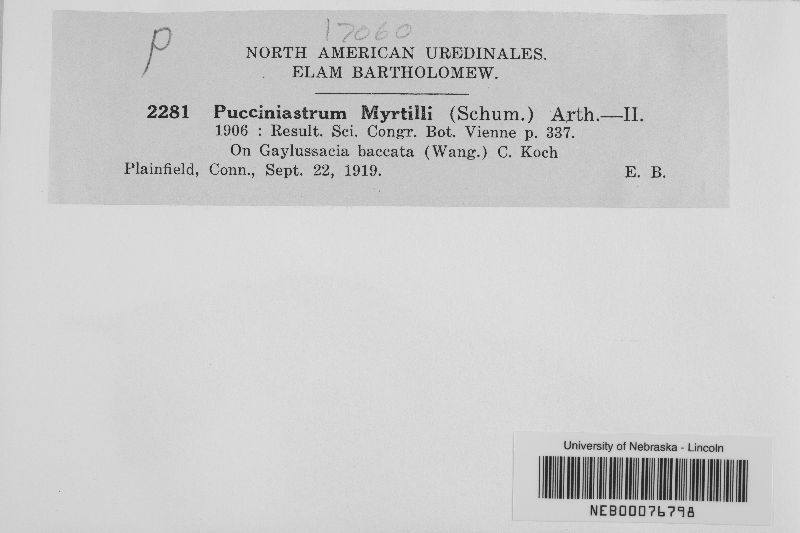 17060
p
NORTH AMERICAN UREDINALES.
ELAM BARTHOLOMEW.
2281 Pucciniastrum Myrtilli (Schum.) Arth.—II.
1906 : Result. Sci. Congr. Bot. Vienne p. 337.
On Gaylussacia baccata (Wang.) C. Koch
Plainfield, Conn., Sept. 22, 1919. E. B.
University of Nebraska - Lincoln
NEB00076798